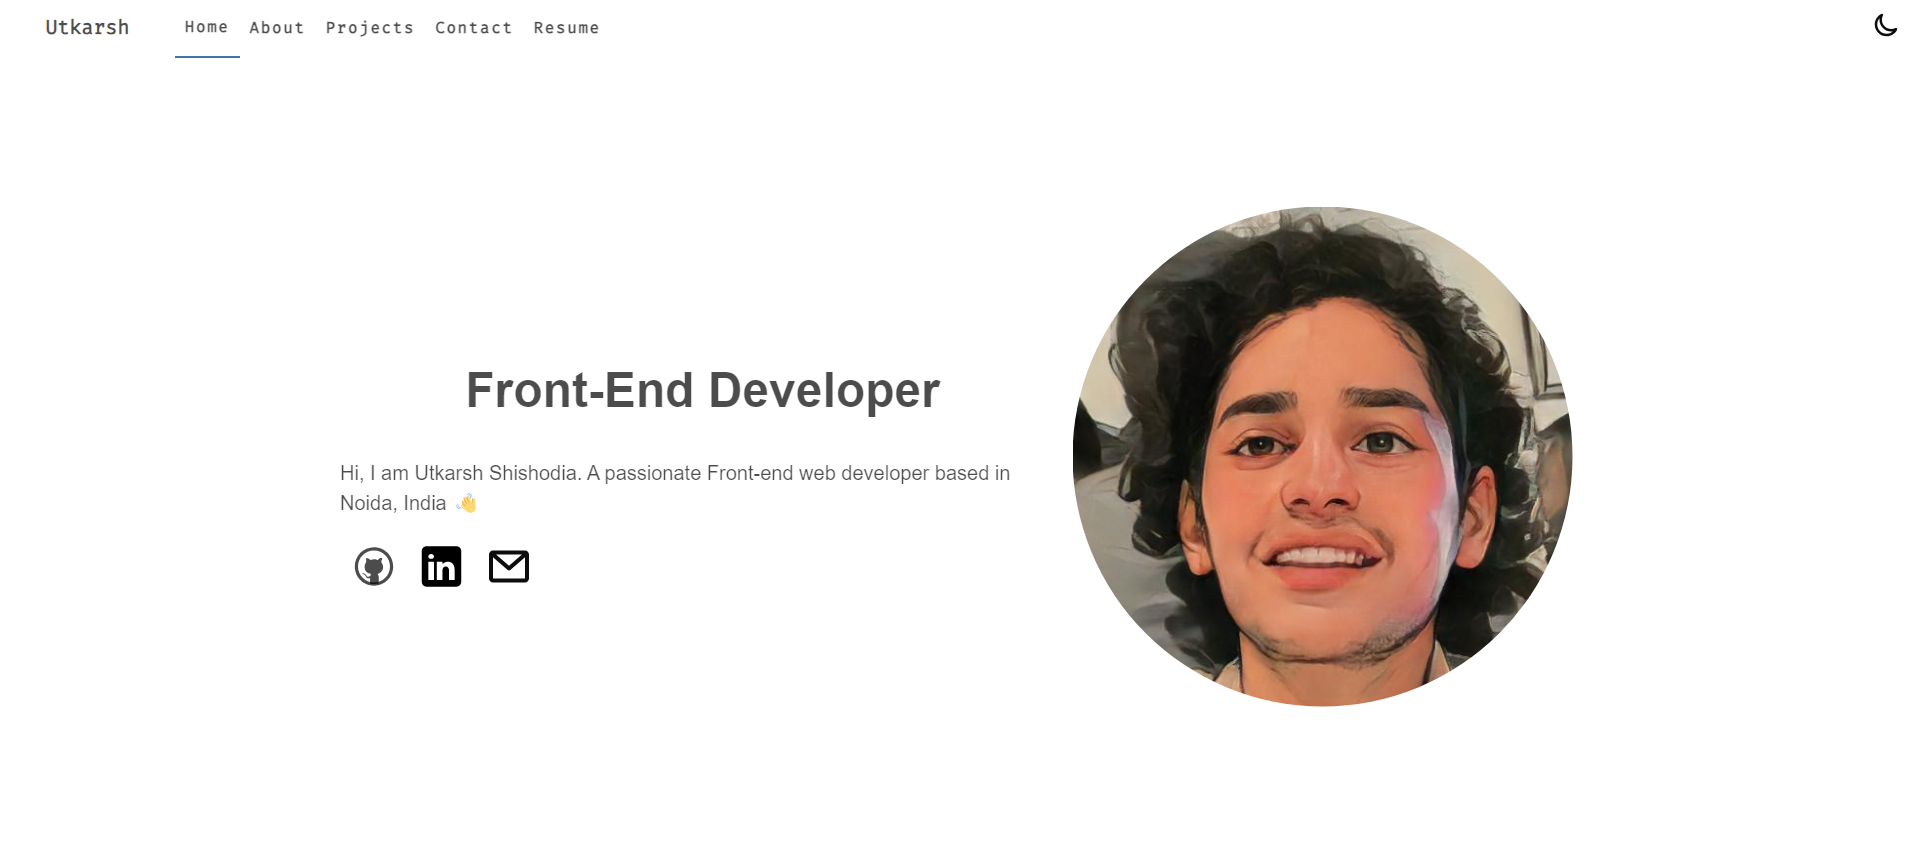 Utkarsh Home About Projects Contact Resume
Front-End Developer
Hi, I am Utkarsh Shishodia. A passionate Front-end web developer based in
Noida, India 👋
in